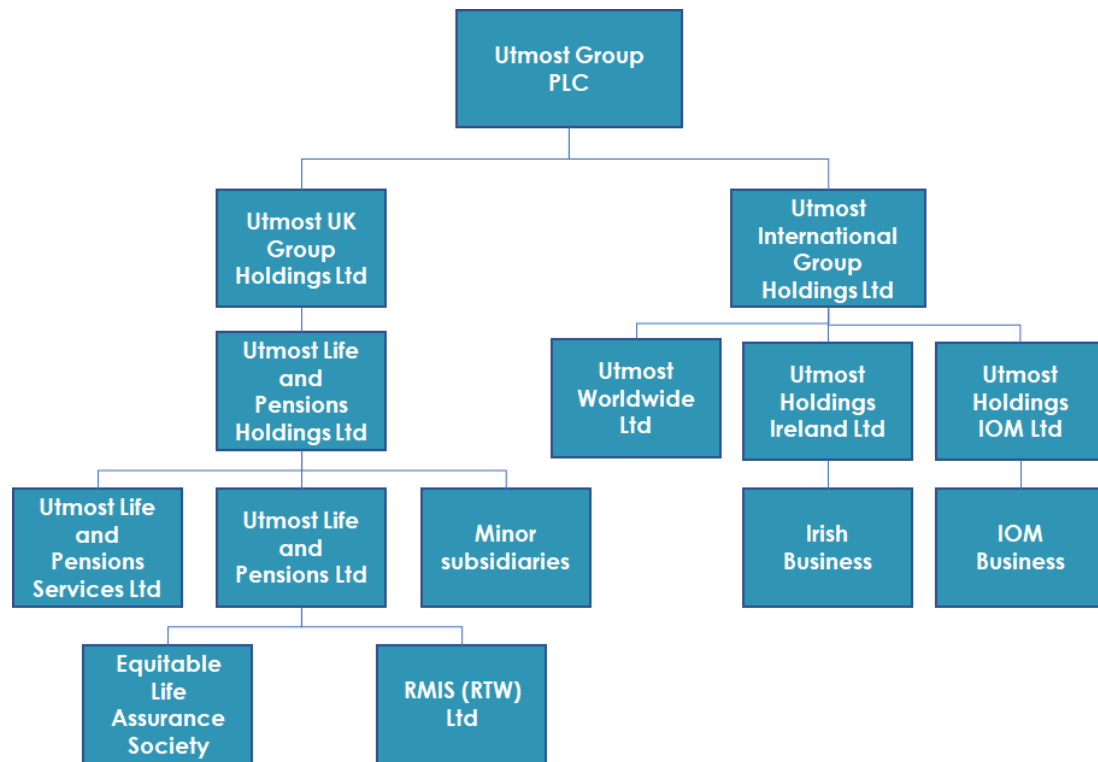 Utmost Group
PLC
Utmost UK
Group
Holdings Ltd
Utmost
International
Group
Holdings Ltd
Utmost Life
and
Pensions
Holdings Ltd
Utmost
Worldwide
Ltd
Utmost
Holdings
Ireland Ltd
Utmost
Holdings
IOM Ltd
Utmost Life
and
Pensions
Services Ltd
Utmost Life
and
Pensions Ltd
Minor
subsidiaries
Irish
Business
IOM
Business
Equitable
Life
Assurance
Society
RMIS (RTW)
Ltd